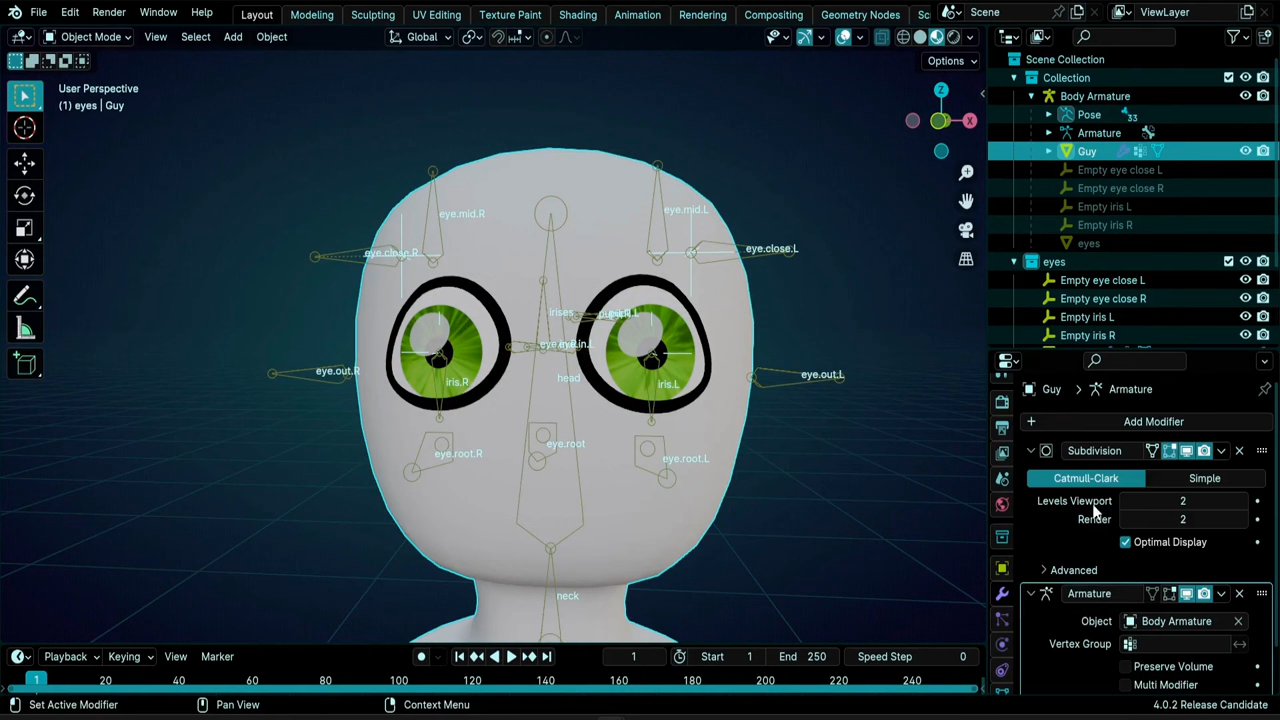 File Edit Render Window Help Layout Modeling Sculpting UV Editing Texture Paint Shading Animation Rendering Compositing Geometry Nodes Sc Scene ViewLayer
Object Mode View Select Add Object Global
Options
User Perspective
(1) eyes | Guy
Z
X
eye.mid.R
eye.mid.L
eye.close.R
eye.close.L
irises
eye.out.R
eye.out.L
head
iris.R
iris.L
eye.root
eye.root.R
eye.root.L
neck
Scene Collection
Collection
Body Armature
Pose 33
Armature
Guy
Empty eye close L
Empty eye close R
Empty iris L
Empty iris R
eyes
eyes
Empty eye close L
Empty eye close R
Empty iris L
Empty iris R
Guy > Armature
+ Add Modifier
Subdivision
Catmull-Clark Simple
Levels Viewport 2
Render 2
Optimal Display
Advanced
Armature
Object Body Armature
Vertex Group
Preserve Volume
Multi Modifier
Playback Keying View Marker 1 Start 1 End 250 Speed Step 0
1 20 40 60 80 100 120 140 160 180 200 220 240
Set Active Modifier Pan View Context Menu 4.0.2 Release Candidate